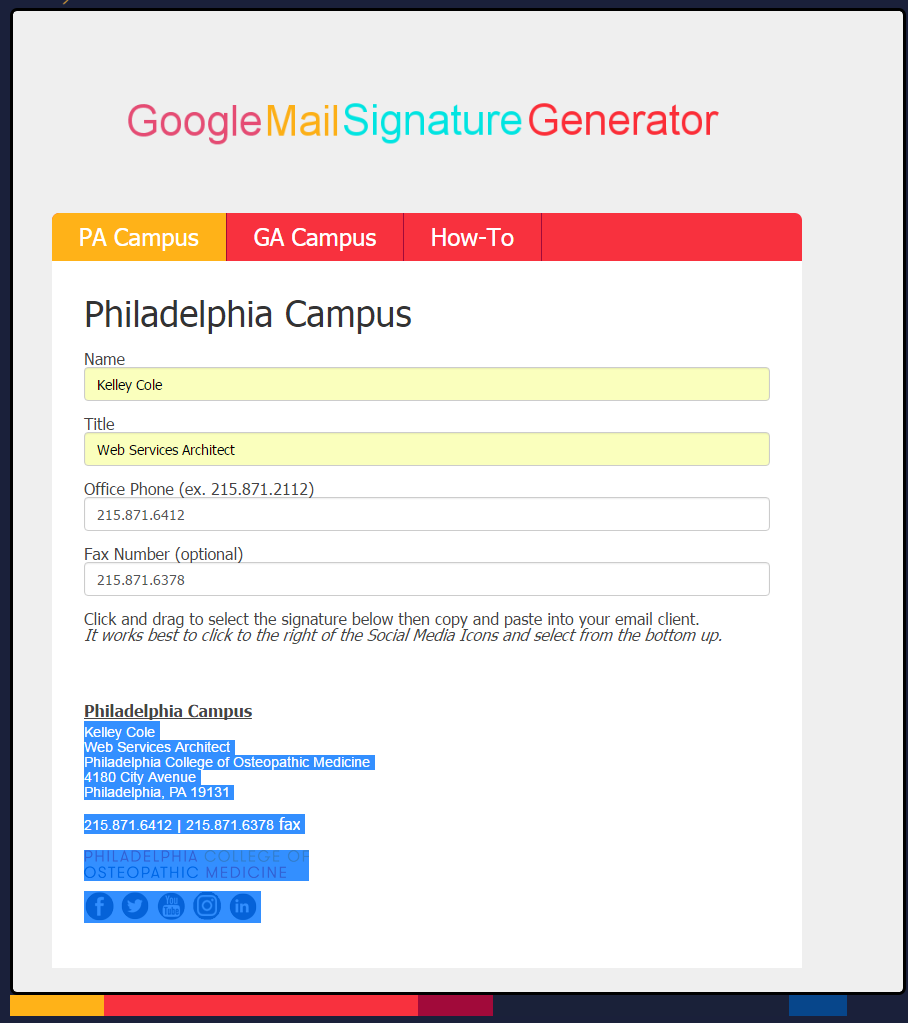 GoogleMailSignature Generator
PA Campus GA Campus How-To
Philadelphia Campus
Name
Kelley Cole
Title
Web Services Architect
Office Phone (ex. 215.871.2112)
215.871.6412
Fax Number (optional)
215.871.6378
Click and drag to select the signature below then copy and paste into your email client.
It works best to click to the right of the Social Media Icons and select from the bottom up.
Philadelphia Campus
Kelley Cole
Web Services Architect
Philadelphia College of Osteopathic Medicine
4180 City Avenue
Philadelphia, PA 19131
215.871.6412 | 215.871.6378 fax
PHILADELPHIA COLLEGE OF
OSTEOPATHIC MEDICINE
f You Tube in